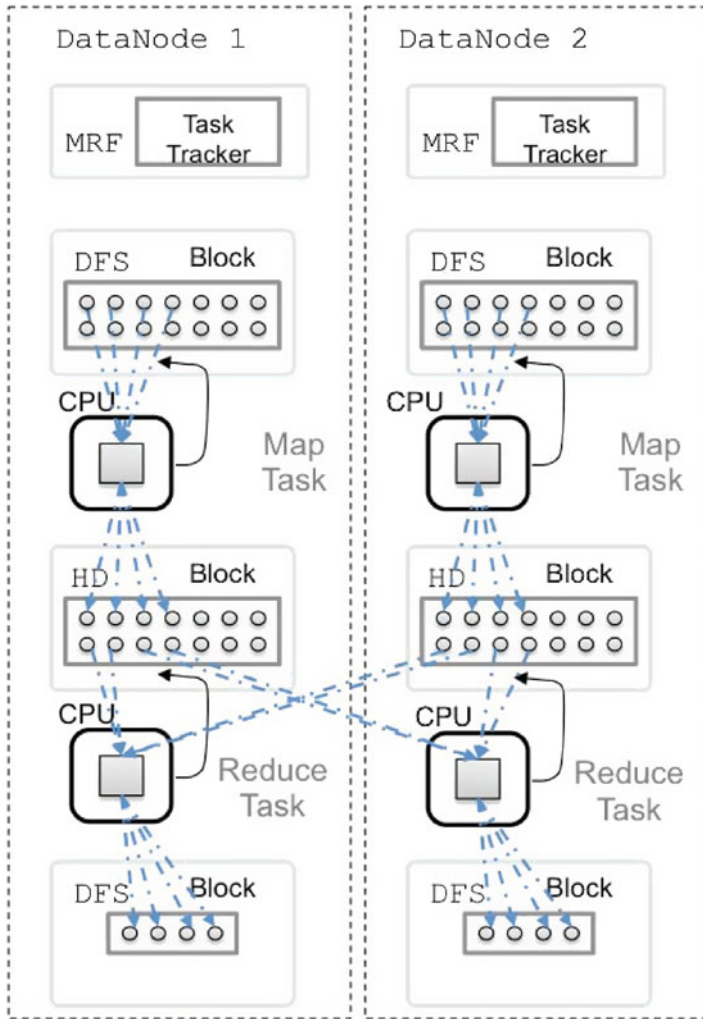 DataNode 1
MRF
Task
Tracker
DFS
Block
CPU
Map
Task
HD
Block
CPU
Reduce
Task
DFS
Block
DataNode 2
MRF
Task
Tracker
DFS
Block
CPU
Map
Task
HD
Block
CPU
Reduce
Task
DFS
Block